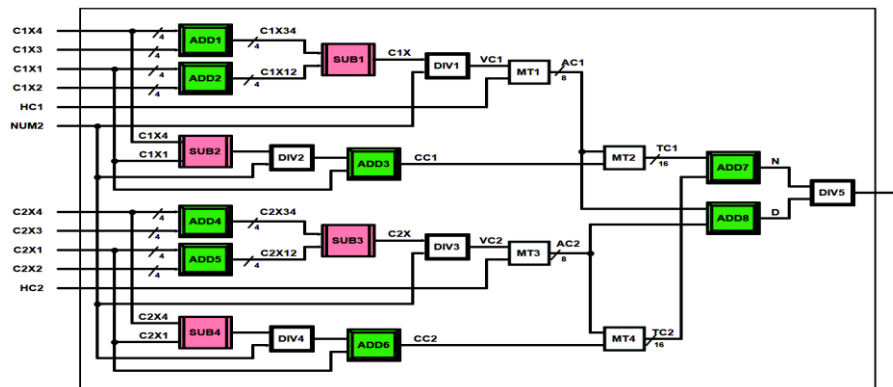 C1X4
4
ADD1
C1X34
4
C1X3
4
SUB1
C1X
DIV1
VC1
MT1
AC1
8
C1X1
4
ADD2
C1X12
4
C1X2
4
HC1
NUM2
C1X4
SUB2
C1X1
DIV2
ADD3
CC1
MT2
TC1
16
ADD7
N
DIV5
ADD8
D
C2X4
4
ADD4
C2X34
4
C2X3
4
SUB3
C2X
DIV3
VC2
MT3
AC2
8
C2X1
4
ADD5
C2X12
4
C2X2
4
HC2
C2X4
SUB4
C2X1
DIV4
ADD6
CC2
MT4
TC2
16